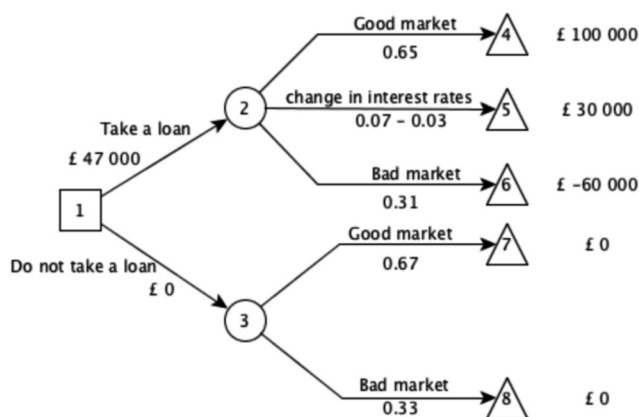 Good market
4
£ 100 000
0.65
change in interest rates
2
5
£ 30 000
0.07 – 0.03
Take a loan
£ 47 000
Bad market
6
£ -60 000
0.31
1
Good market
7
£ 0
0.67
Do not take a loan
£ 0
3
Bad market
8
£ 0
0.33